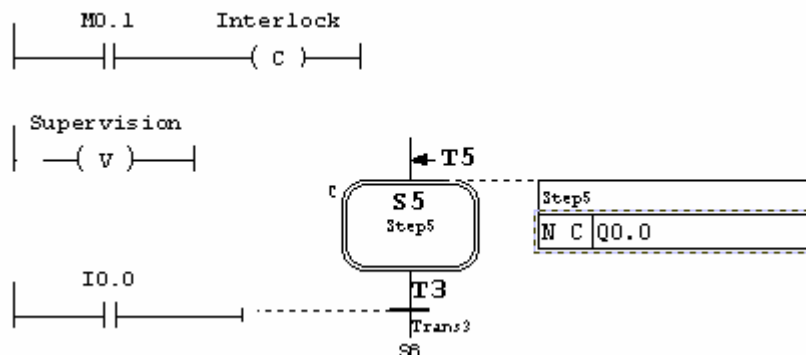 M0.1 Interlock
( C )
Supervision
( V )
T5
C
S5
Step5
Step5
N C Q0.0
I0.0
T3
Trans3
S6